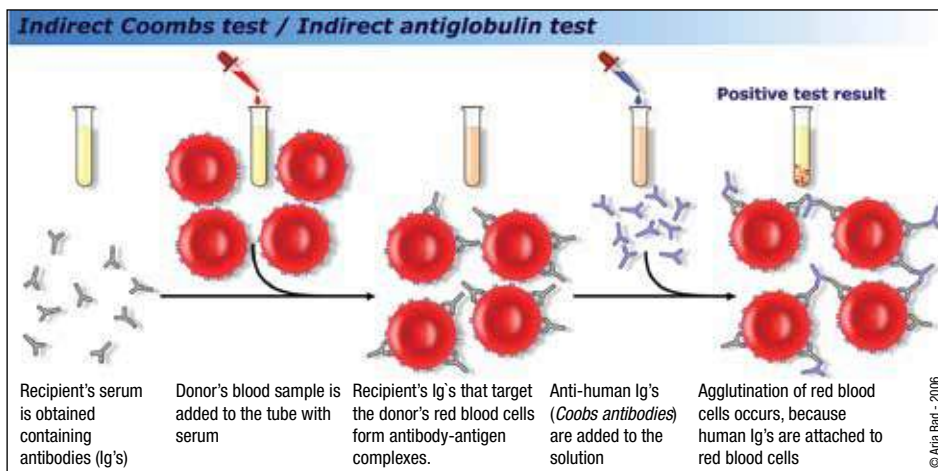 Indirect Coombs test / Indirect antiglobulin test
Positive test result
Recipient's serum
is obtained
containing
antibodies (Ig's)
Donor's blood sample is
added to the tube with
serum
Recipient's Ig`s that target
the donor's red blood cells
form antibody-antigen
complexes.
Anti-human Ig's
(Coobs antibodies)
are added to the
solution
Agglutination of red blood
cells occurs, because
human Ig's are attached to
red blood cells
© Aria Rad - 2006